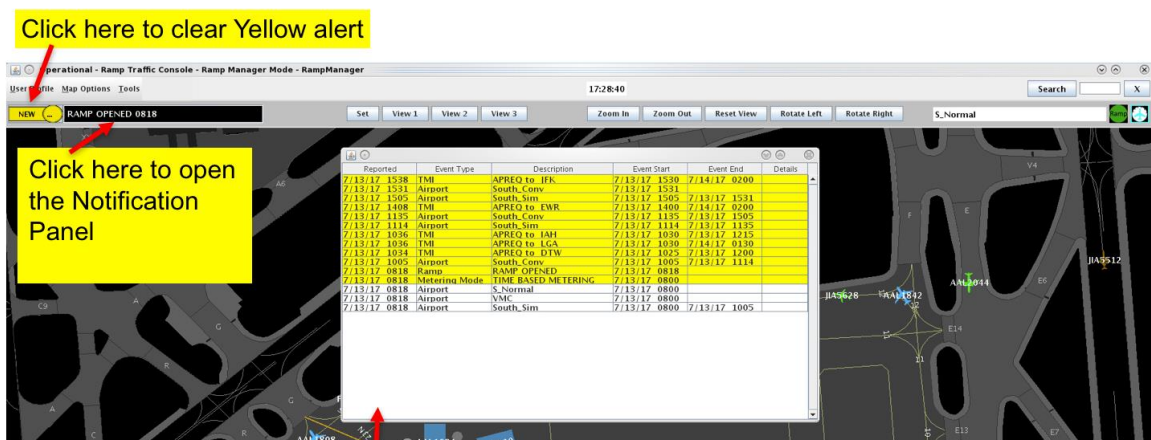 Click here to clear Yellow alert
Operational - Ramp Traffic Console - Ramp Manager Mode - RampManager
User Profile Map Options Tools 17:28:40 Search X
NEW ... RAMP OPENED 0818 Set View 1 View 2 View 3 Zoom In Zoom Out Reset View Rotate Left Rotate Right S_Normal Ramp
Click here to open
the Notification
Panel
Reported Event Type Description Event Start Event End Details
7/13/17 1538 TMI APREQ to JFK 7/13/17 1530 7/14/17 0200
7/13/17 1531 Airport South_Conv 7/13/17 1531
7/13/17 1505 Airport South_Sim 7/13/17 1505 7/13/17 1531
7/13/17 1408 TMI APREQ to EWR 7/13/17 1400 7/14/17 0200
7/13/17 1135 Airport South_Conv 7/13/17 1135 7/13/17 1505
7/13/17 1114 Airport South_Sim 7/13/17 1114 7/13/17 1135
7/13/17 1036 TMI APREQ to IAH 7/13/17 1030 7/13/17 1215
7/13/17 1036 TMI APREQ to LGA 7/13/17 1030 7/14/17 0130
7/13/17 1034 TMI APREQ to DTW 7/13/17 1025 7/13/17 1200
7/13/17 1005 Airport South_Conv 7/13/17 1005 7/13/17 1114
7/13/17 0818 Ramp RAMP OPENED 7/13/17 0818
7/13/17 0818 Metering Mode TIME BASED METERING 7/13/17 0800
7/13/17 0818 Airport S_Normal 7/13/17 0800
7/13/17 0818 Airport VMC 7/13/17 0800
7/13/17 0818 Airport South_Sim 7/13/17 0800 7/13/17 1005
V4
A6
F
E
JIA5512
AAL2044
E6
C9
JIA5628 AAL1842
G
E14
11
R
G
A
R
C
E13
E7